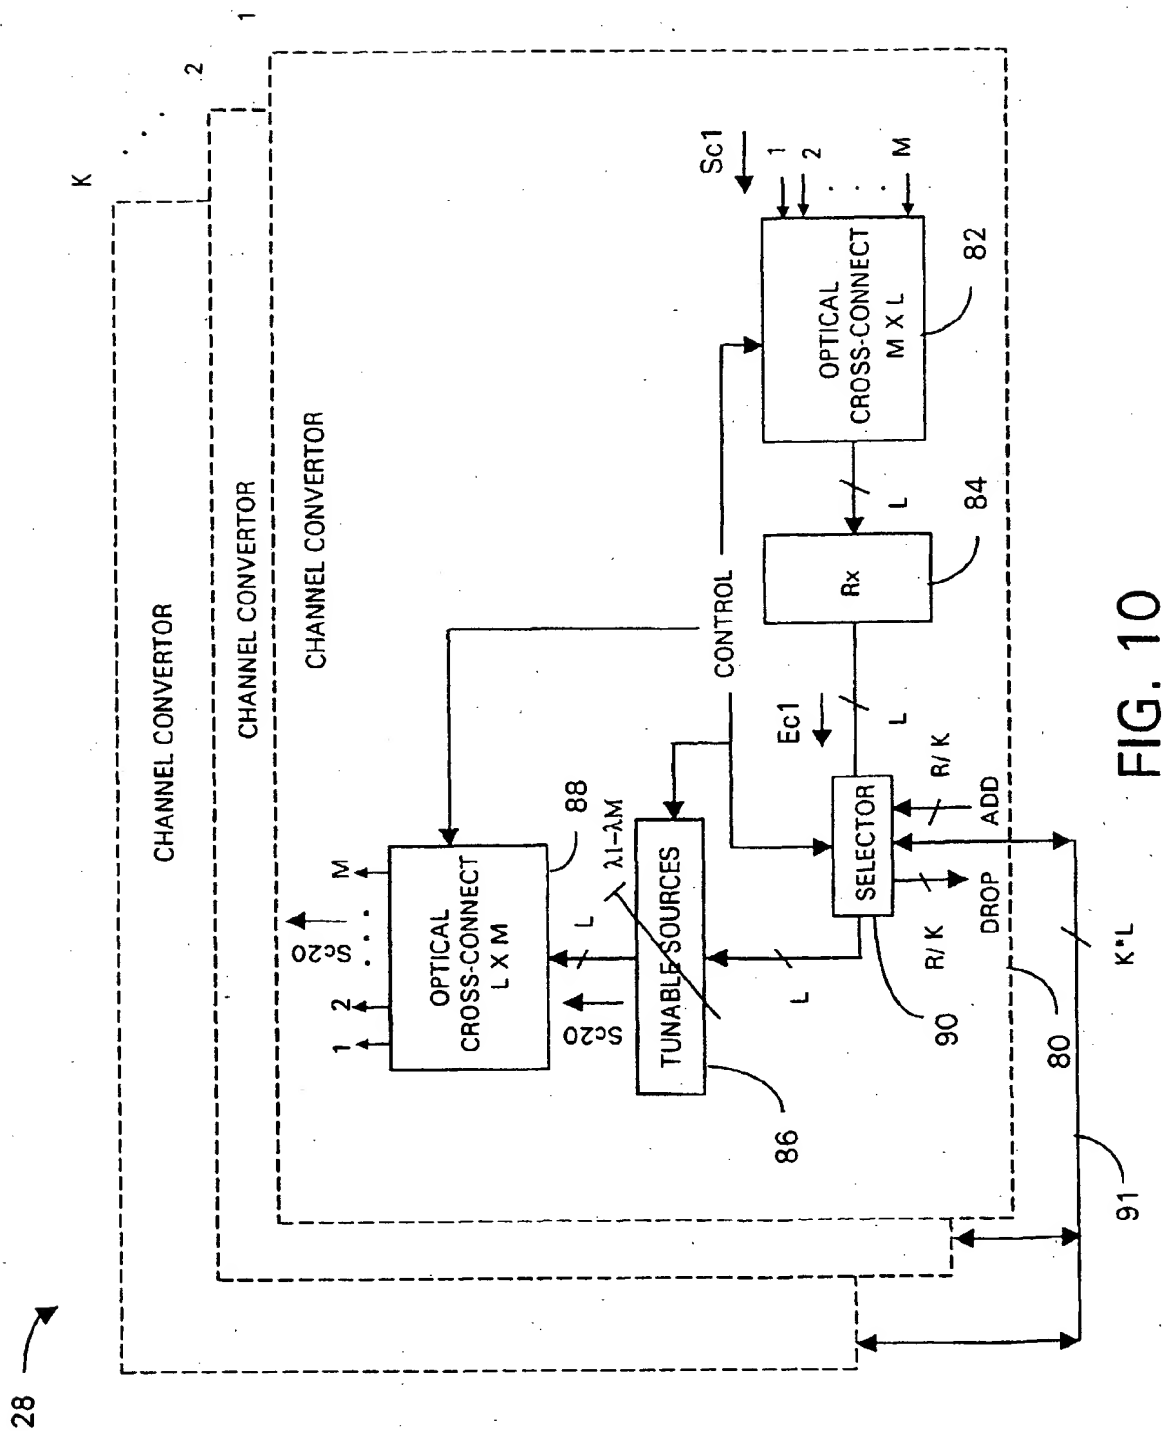 28
K
2
1
CHANNEL CONVERTOR
CHANNEL CONVERTOR
CHANNEL CONVERTOR
Sc20
1
2
M
OPTICAL
CROSS-CONNECT
L X M
88
L
λ1-λM
Sc20
TUNABLE SOURCES
86
L
CONTROL
Sc1
1
2
M
OPTICAL
CROSS-CONNECT
M X L
82
L
Rx
84
Ec1
L
SELECTOR
90
R/K
R/K
DROP
ADD
80
K*L
91
FIG. 10